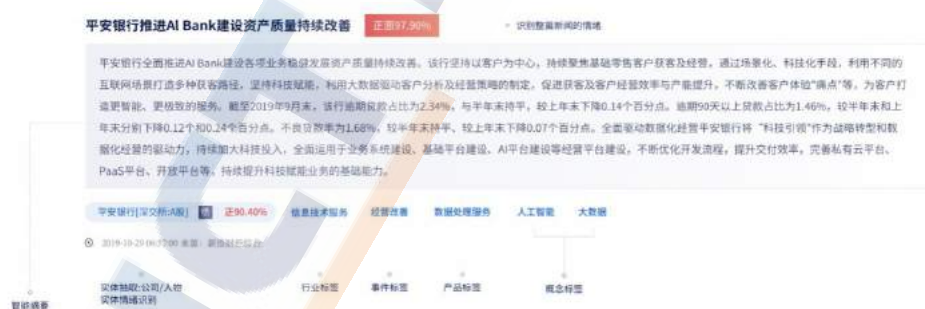 平安银行推进AI Bank建设资产质量持续改善 正面97.90% 识别整篇新闻的情绪
平安银行全面推进AI Bank建设各项业务稳健发展资产质量持续改善。该行坚持以客户为中心，持续聚焦基础零售客户获客及经营。通过场景化、科技化手段，利用不同的
互联网场景打造多种获客路径，坚持科技赋能，利用大数据驱动客户分析及经营策略的制定，促进获客及客户经营效率与产能提升，不断改善客户体验“痛点”等，为客户打
造更智能、更极致的服务。截至2019年9月末，该行逾期贷款占比为2.34%，与半年末持平，较上年末下降0.14个百分点。逾期90天以上贷款占比为1.46%，较半年末和上
年末分别下降0.12个和0.24个百分点。不良贷款率为1.68%，较半年末持平、较上年末下降0.07个百分点。全面驱动数据化经营平安银行将“科技引领”作为战略转型和数
据化经营的驱动力，持续加大科技投入，全面运用于业务系统建设、基础平台建设、AI平台建设等经营平台建设，不断优化开发流程，提升交付效率，完善私有云平台、
PaaS平台、开放平台等，持续提升科技赋能业务的基础能力。
平安银行[深交所:A股] 正90.40% 信息技术服务 经营改善 数据处理服务 人工智能 大数据
2019-10-29 来源：
实体抽取:公司/人物 行业标签 事件标签 产品标签 概念标签
实体情绪识别
智能摘要